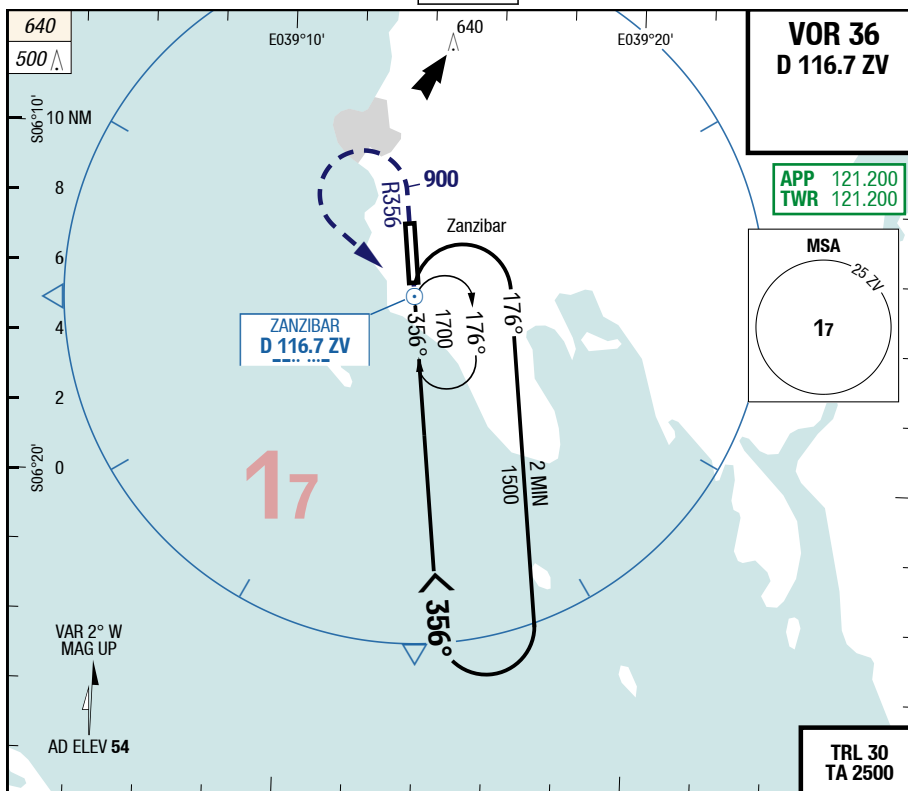 640
500
E039°10'
640
E039°20'
VOR 36
D 116.7 ZV
S06°10'
10 NM
8
6
4
2
0
S06°20'
APP 121.200
TWR 121.200
MSA
25 ZV
17
900
R356
Zanzibar
ZANZIBAR
D 116.7 ZV
356°
1700
176°
176°
2 MIN
1500
17
356°
VAR 2° W
MAG UP
AD ELEV 54
TRL 30
TA 2500